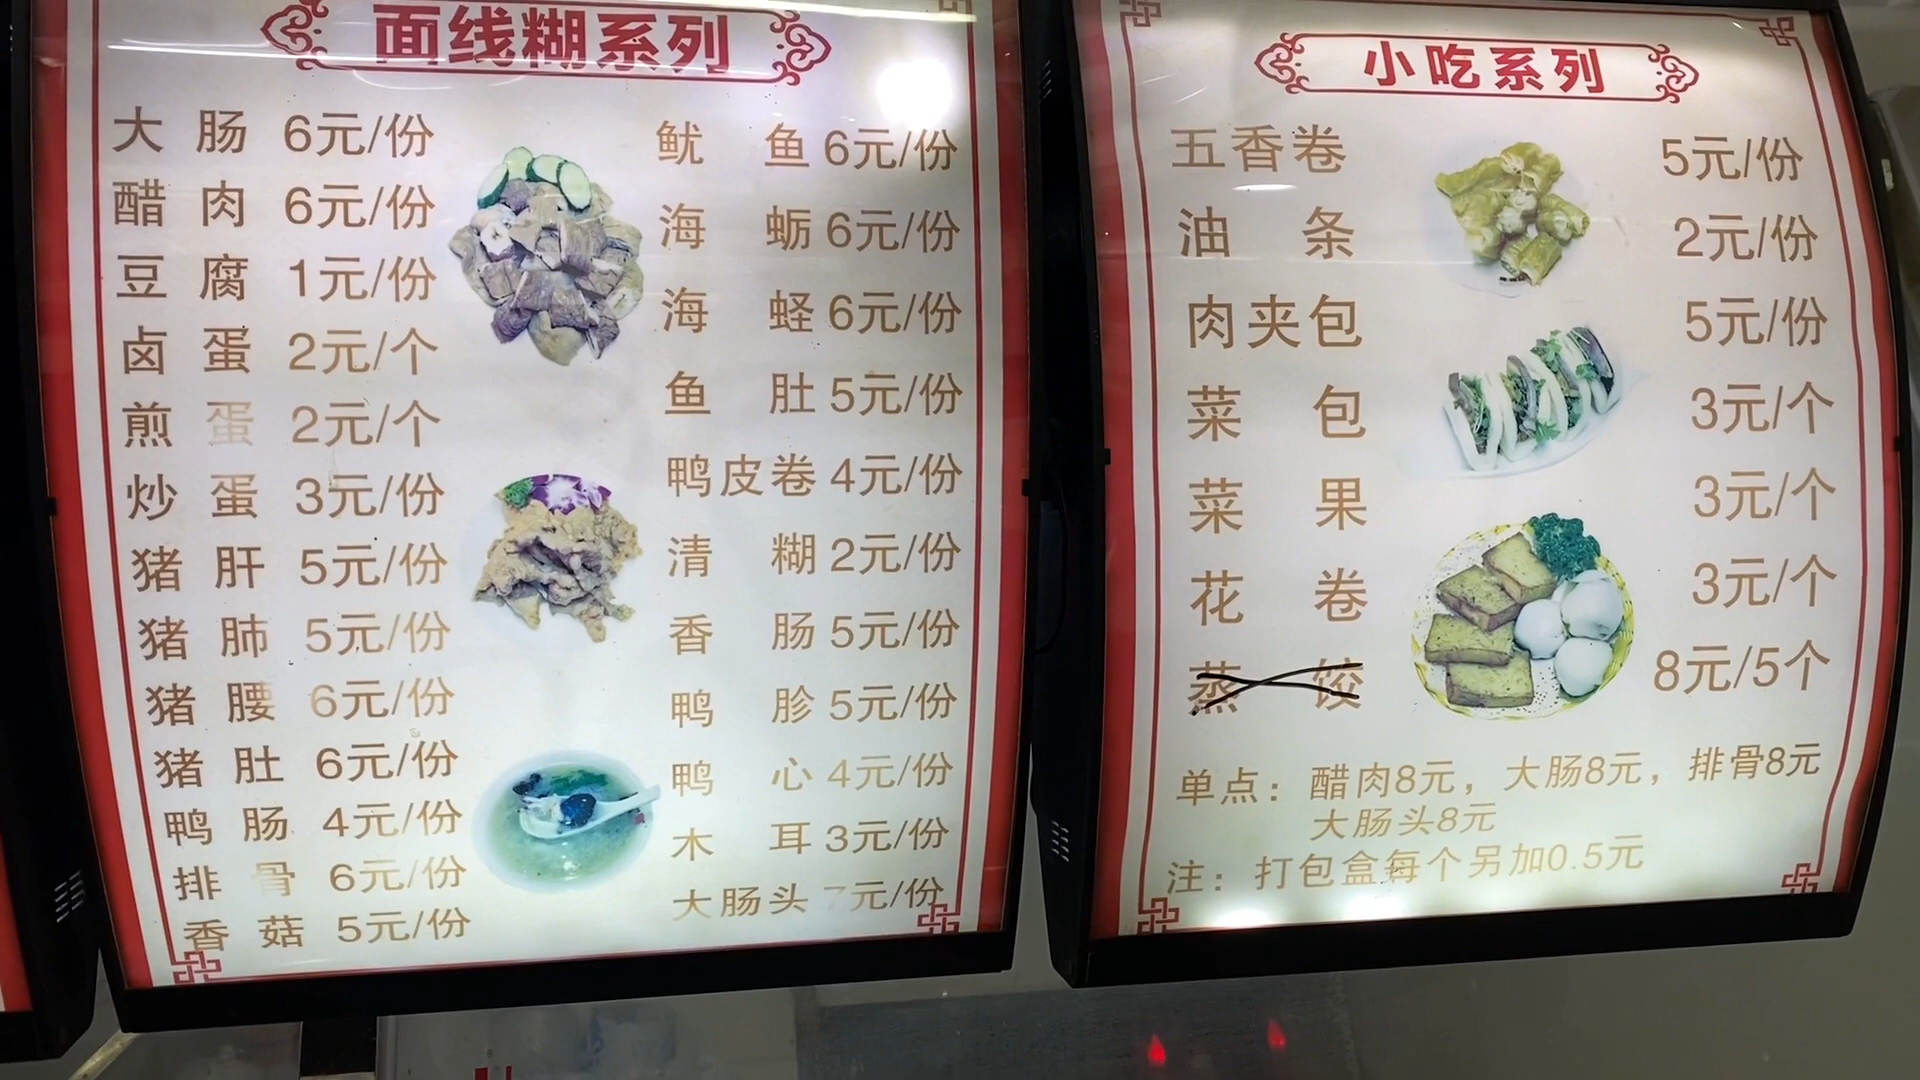 面线糊系列
大肠 6元/份
醋肉 6元/份
豆腐 1元/份
卤蛋 2元/个
煎蛋 2元/个
炒蛋 3元/份
猪肝 5元/份
猪肺 5元/份
猪腰 6元/份
猪肚 6元/份
鸭肠 4元/份
排骨 6元/份
香菇 5元/份
鱿鱼 6元/份
海蛎 6元/份
海蛏 6元/份
鱼肚 5元/份
鸭皮卷 4元/份
清糊 2元/份
香肠 5元/份
鸭胗 5元/份
鸭心 4元/份
木耳 3元/份
大肠头 7元/份
小吃系列
五香卷 5元/份
油条 2元/份
肉夹包 5元/份
菜包 3元/个
菜果 3元/个
花卷 3元/个
蒸饺 8元/5个
单点：醋肉8元，大肠8元，排骨8元
大肠头8元
注：打包盒每个另加0.5元